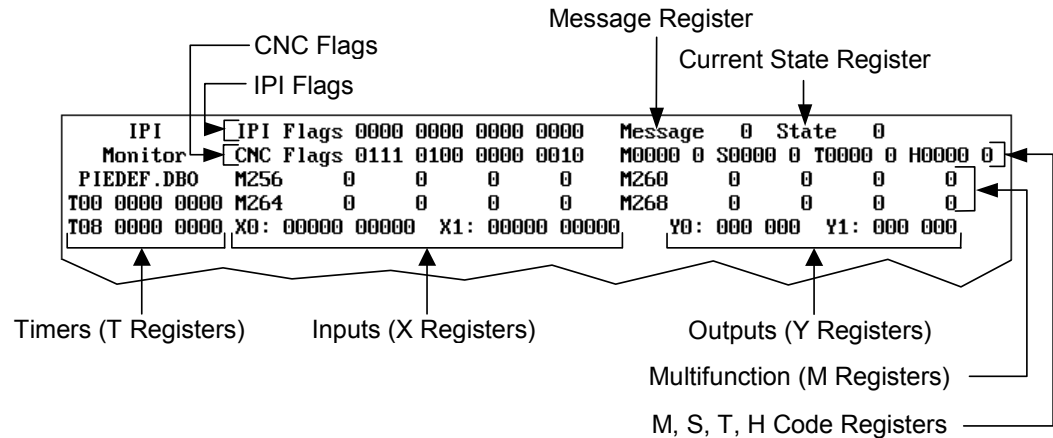 Message Register
CNC Flags
Current State Register
IPI Flags
IPI IPI Flags 0000 0000 0000 0000 Message 0 State 0
Monitor CNC Flags 0111 0100 0000 0010 M0000 0 S0000 0 T0000 0 H0000 0
PIEDEF.DBO M256 0 0 0 0 M260 0 0 0 0
T00 0000 0000 M264 0 0 0 0 M268 0 0 0 0
T08 0000 0000 X0: 00000 00000 X1: 00000 00000 Y0: 000 000 Y1: 000 000
Timers (T Registers) Inputs (X Registers) Outputs (Y Registers)
Multifunction (M Registers)
M, S, T, H Code Registers